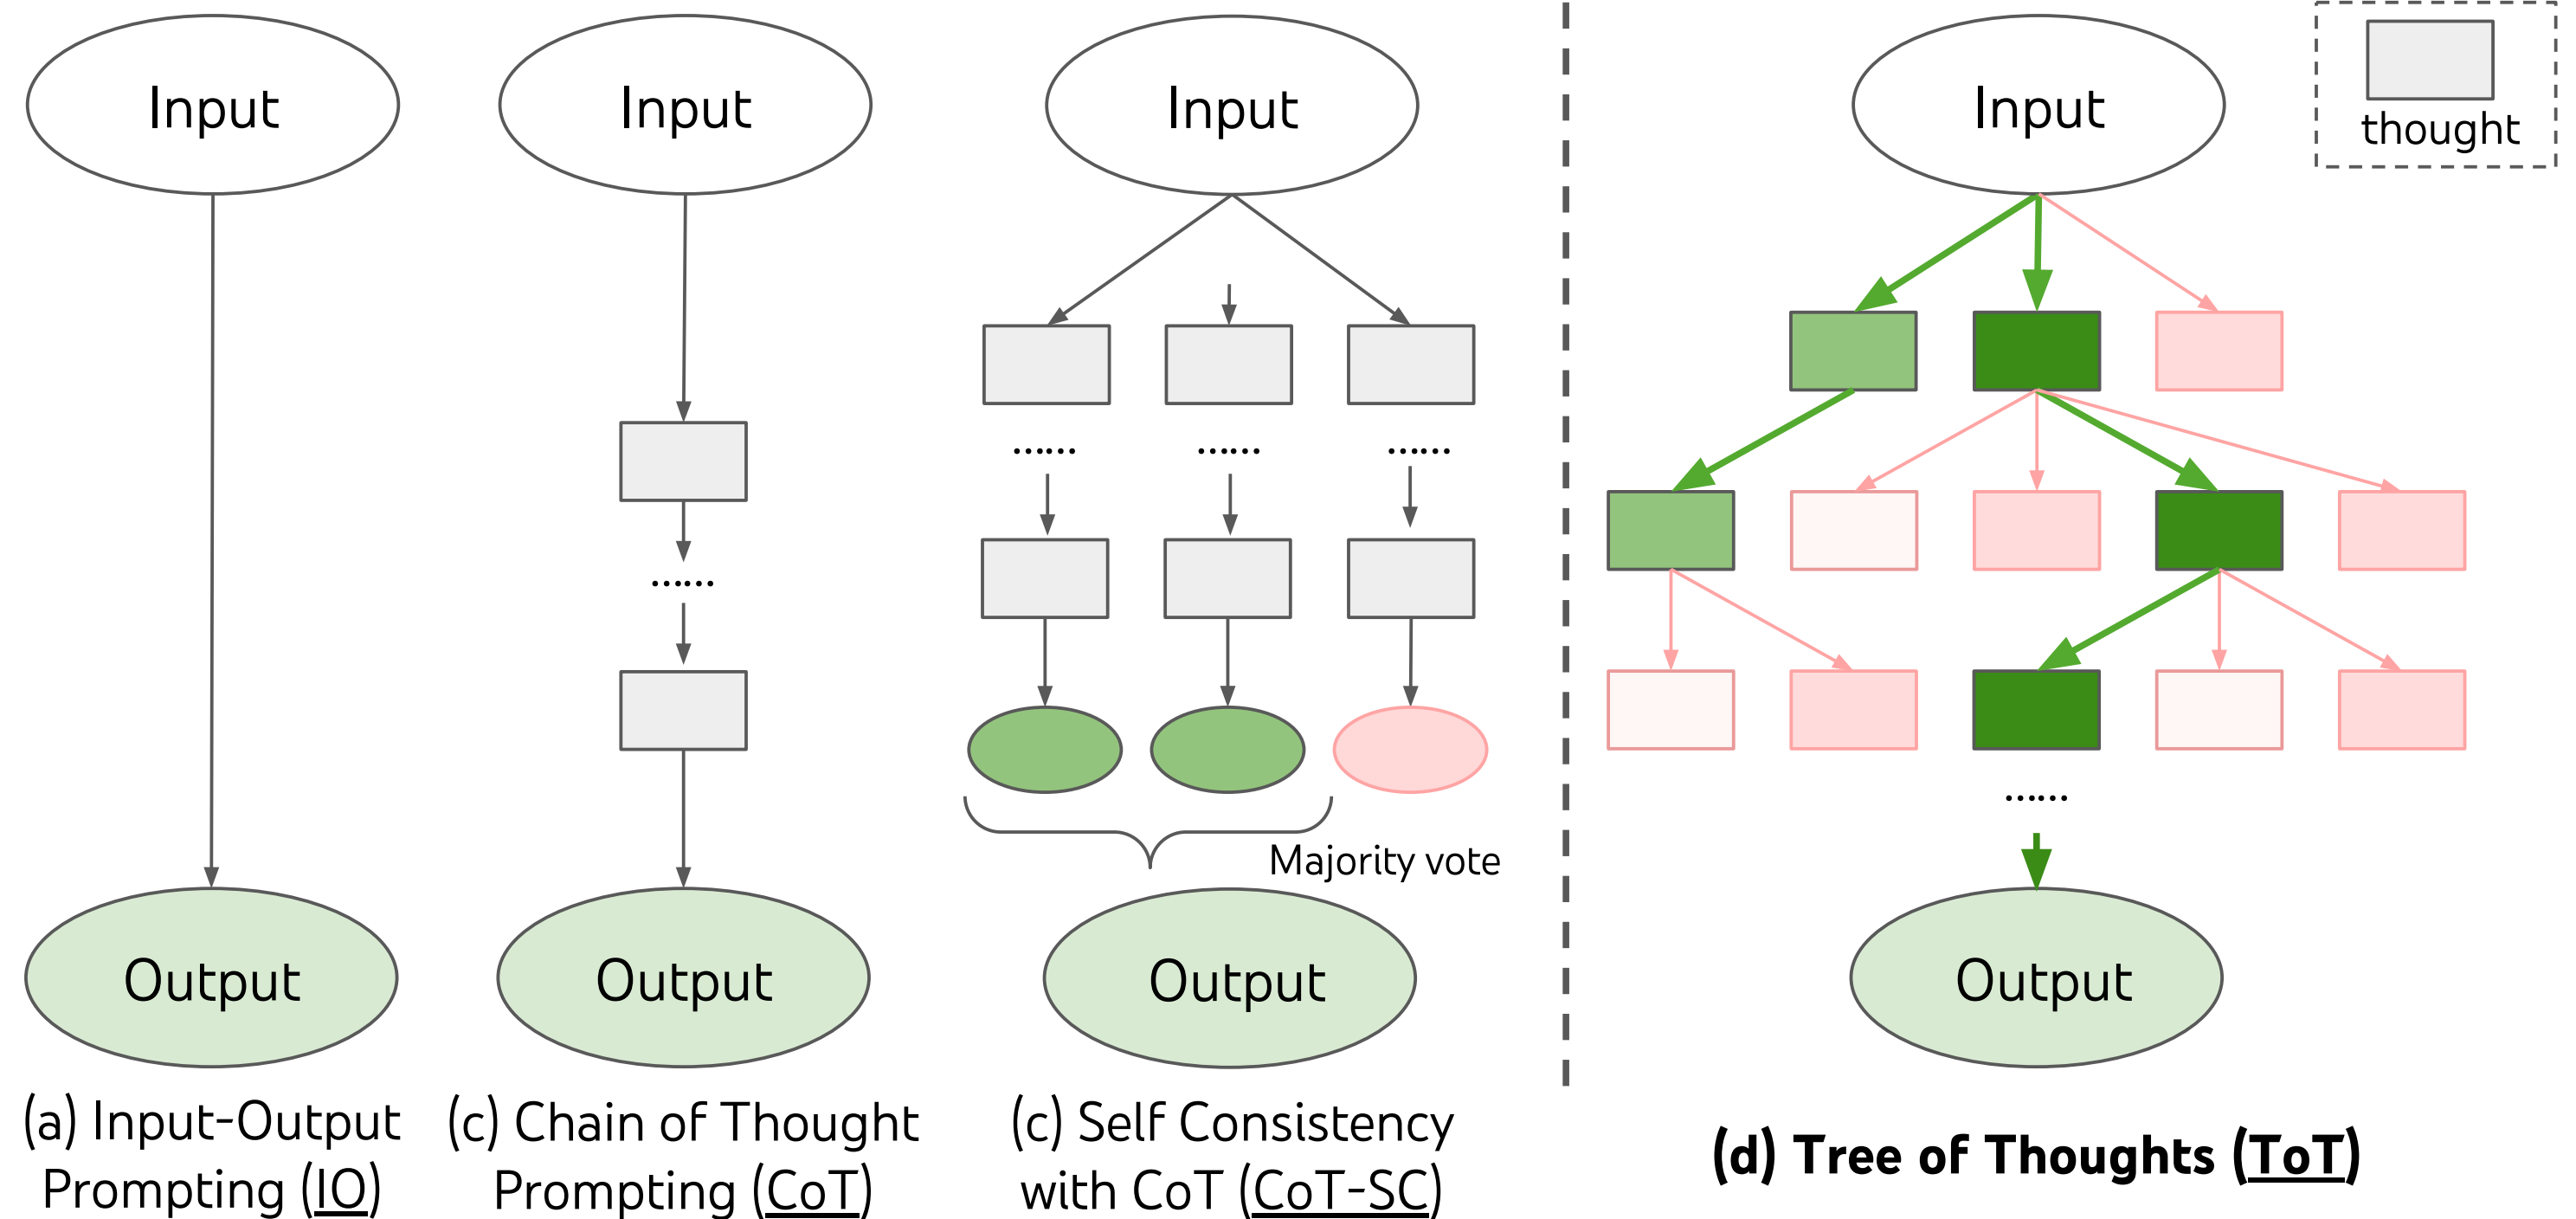 Input
Input
Input
Input
thought
......
......
......
......
......
Majority vote
Output
Output
Output
Output
(a) Input-Output
Prompting (IO)
(c) Chain of Thought
Prompting (CoT)
(c) Self Consistency
with CoT (CoT-SC)
(d) Tree of Thoughts (ToT)